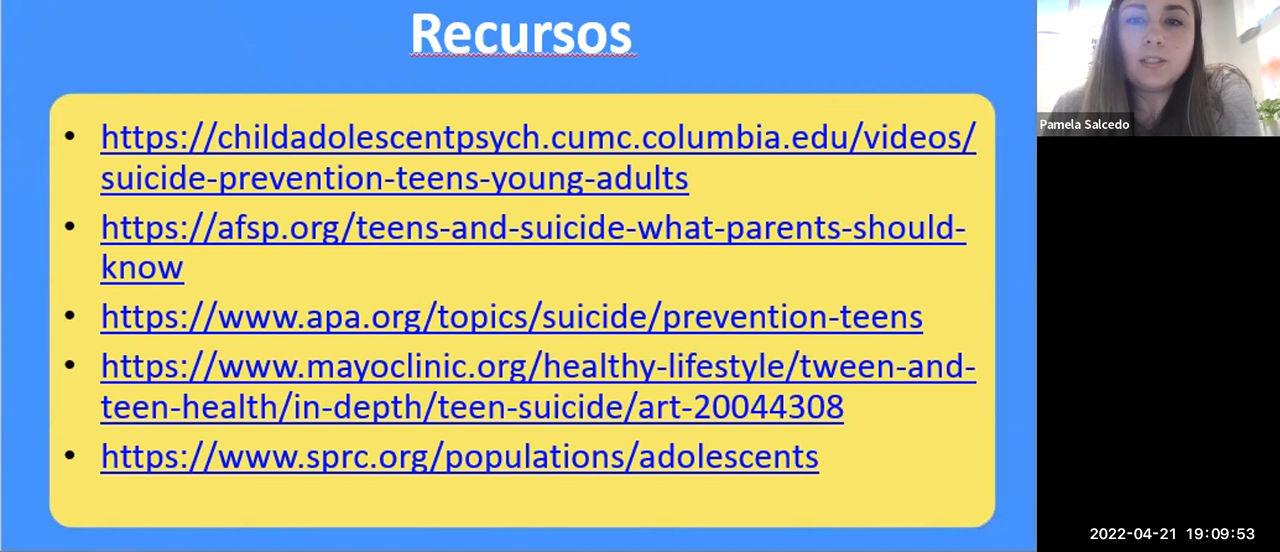 Recursos
https://childadolescentpsych.cumc.columbia.edu/videos/
suicide-prevention-teens-young-adults
https://afsp.org/teens-and-suicide-what-parents-should-
know
https://www.apa.org/topics/suicide/prevention-teens
https://www.mayoclinic.org/healthy-lifestyle/tween-and-
teen-health/in-depth/teen-suicide/art-20044308
https://www.sprc.org/populations/adolescents
Pamela Salcedo
2022-04-21 19:09:53